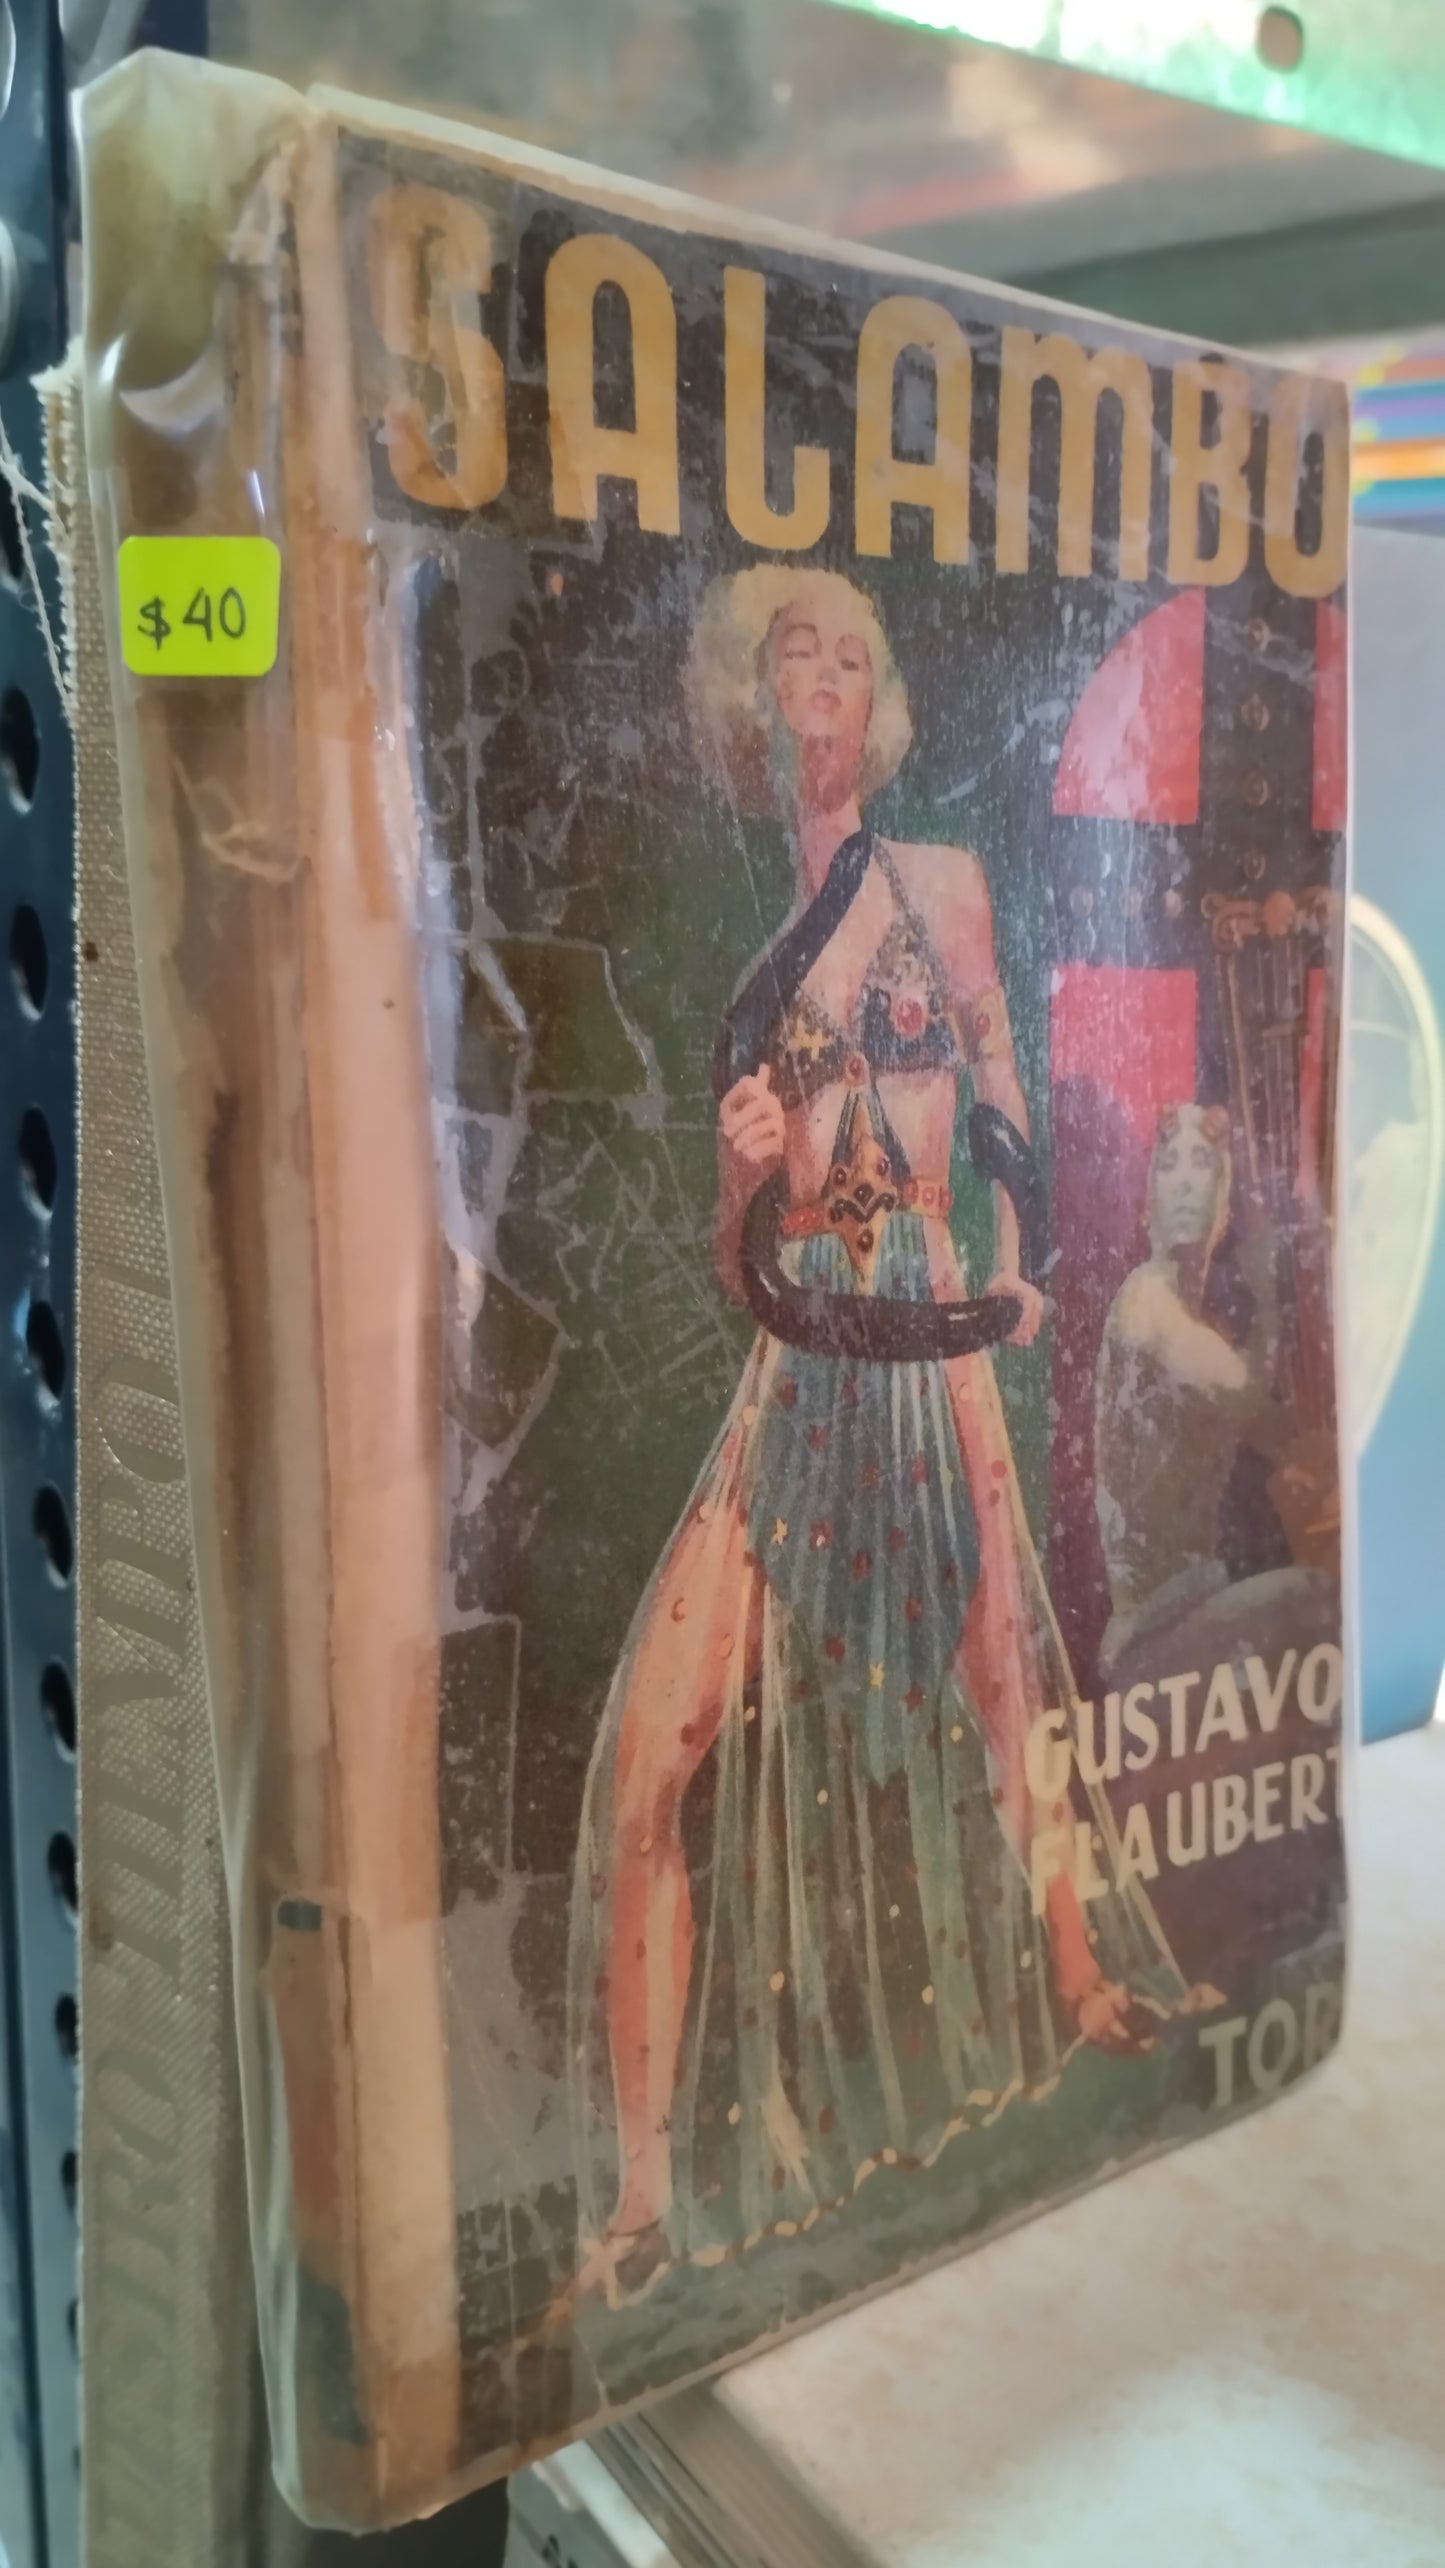 SALAMBO
$40
GUSTAVO
FLAUBERT
TOR